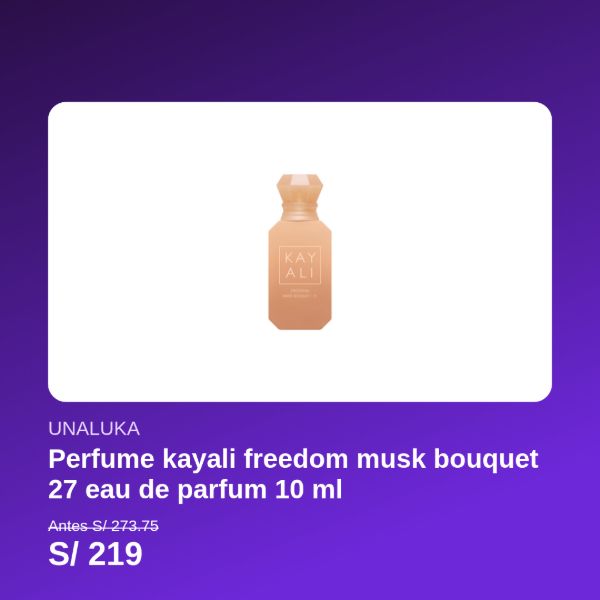 KAY
ALI
UNALUKA
Perfume kayali freedom musk bouquet
27 eau de parfum 10 ml
Antes S/ 273.75
S/ 219